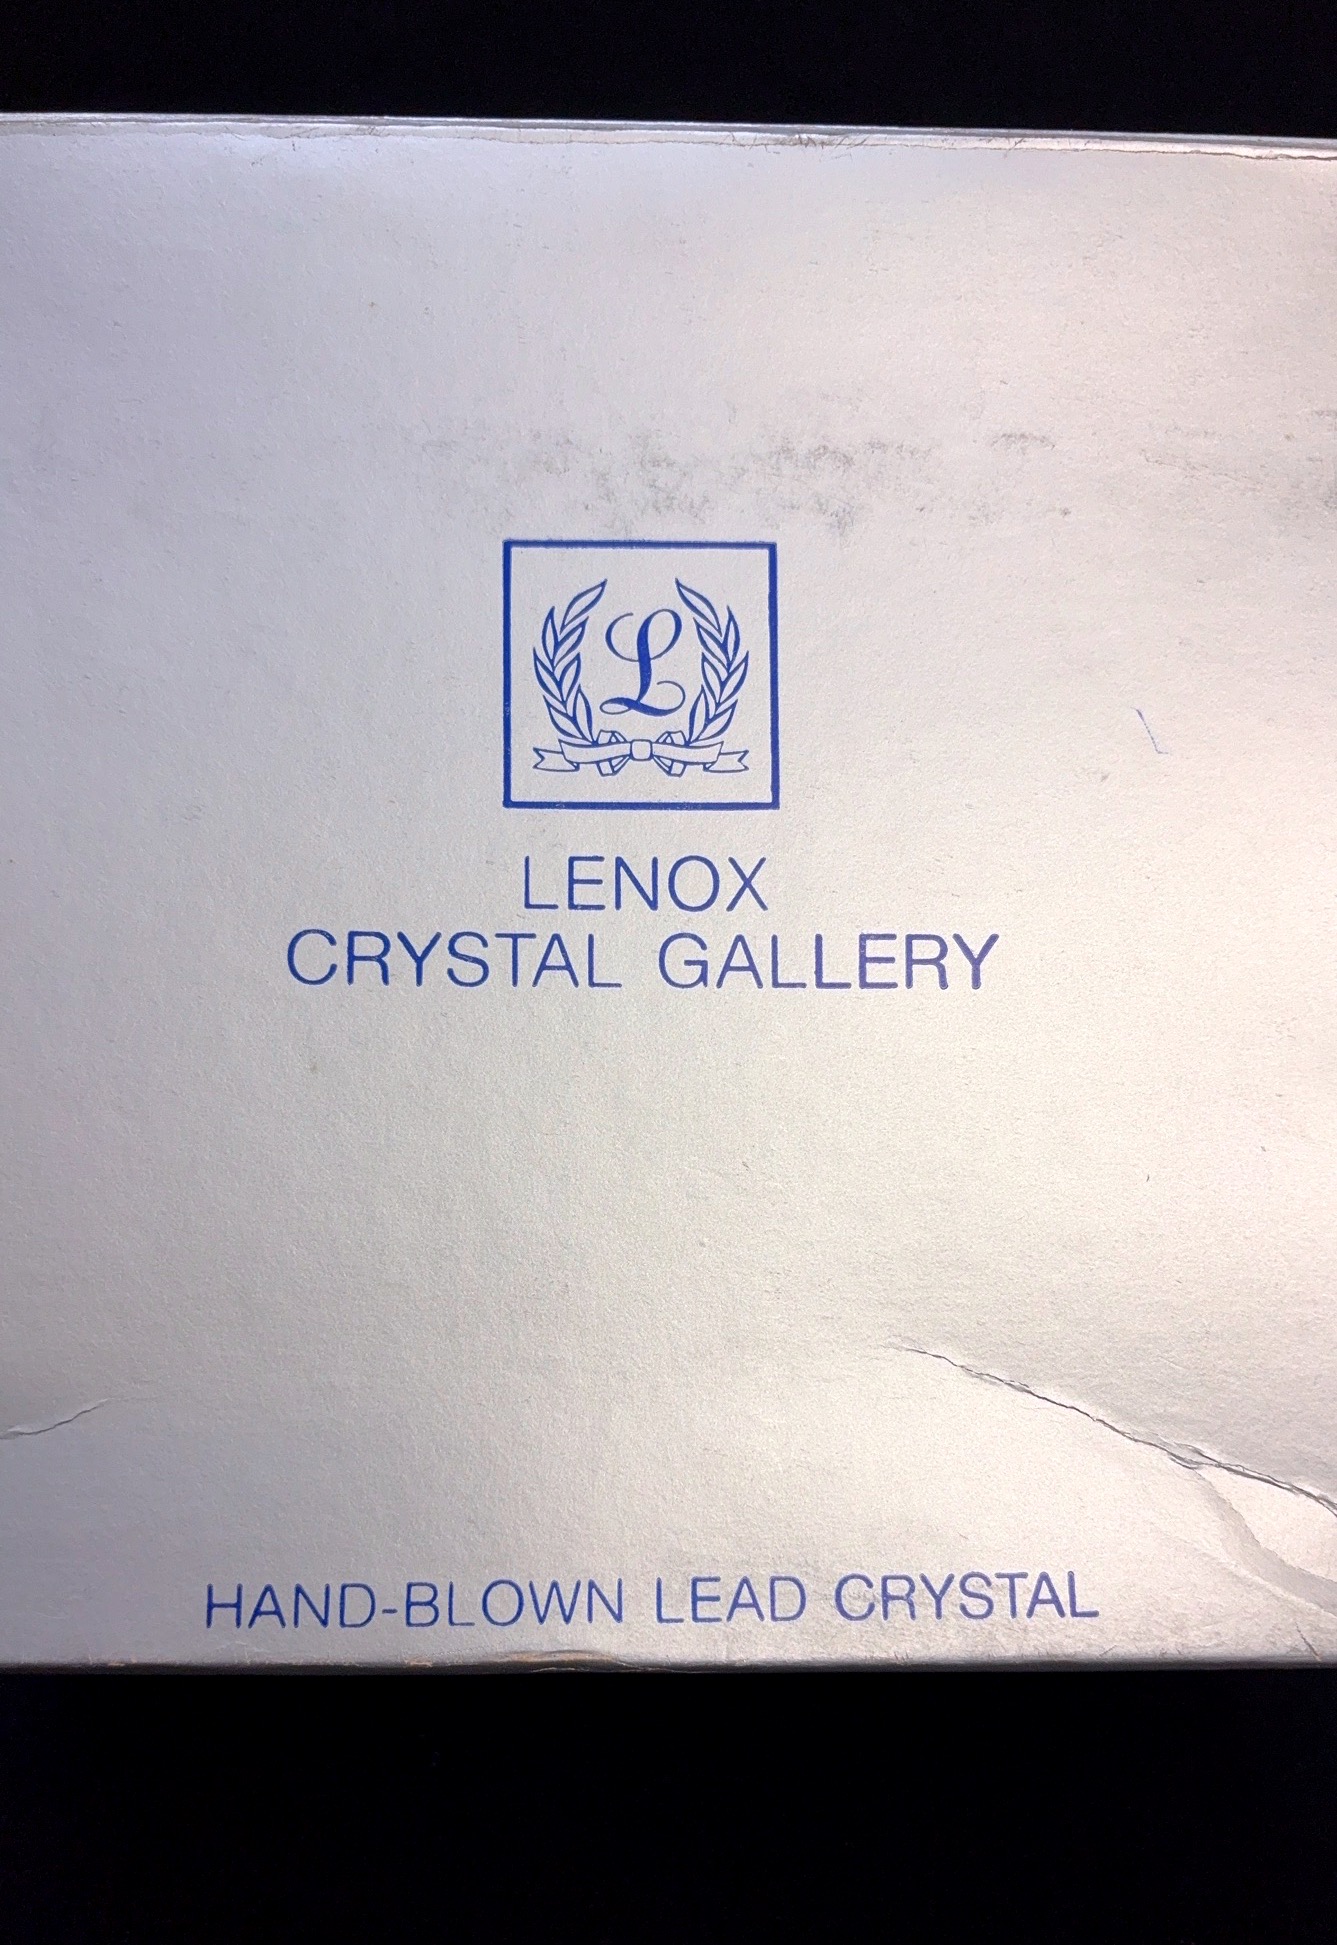 L
LENOX
CRYSTAL GALLERY
HAND-BLOWN LEAD CRYSTAL